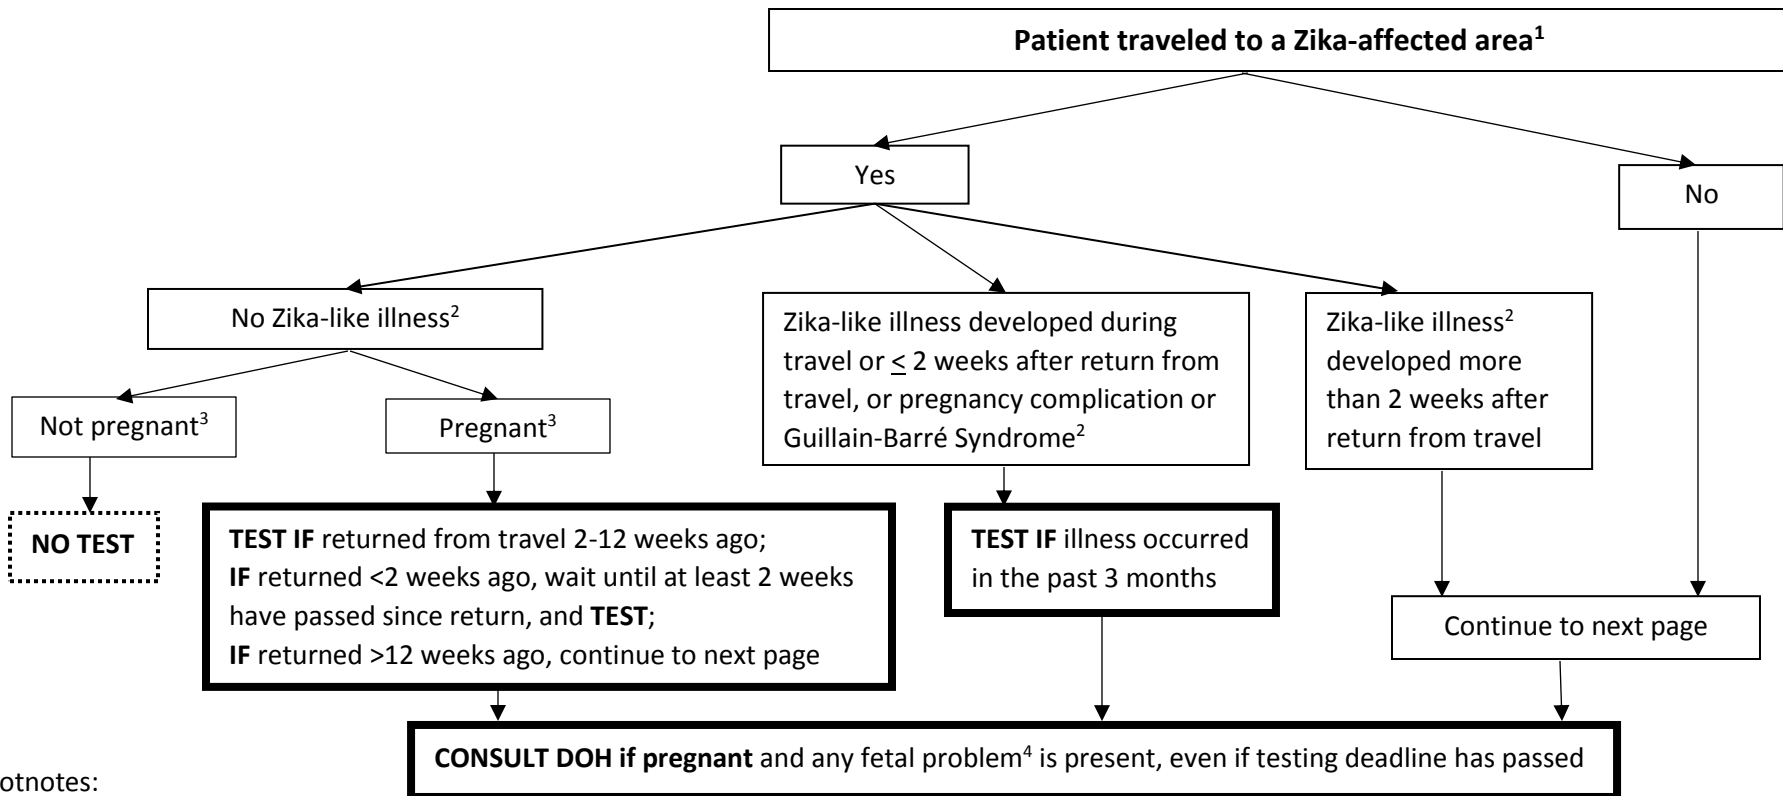 Patient traveled to a Zika-affected area¹
Yes
No
No Zika-like illness²
Zika-like illness developed during
travel or ≤ 2 weeks after return from
travel, or pregnancy complication or
Guillain-Barré Syndrome²
Zika-like illness²
developed more
than 2 weeks after
return from travel
Not pregnant³
Pregnant³
NO TEST
TEST IF returned from travel 2-12 weeks ago;
IF returned <2 weeks ago, wait until at least 2 weeks
have passed since return, and TEST;
IF returned >12 weeks ago, continue to next page
TEST IF illness occurred
in the past 3 months
Continue to next page
CONSULT DOH if pregnant and any fetal problem⁴ is present, even if testing deadline has passed
otnotes: